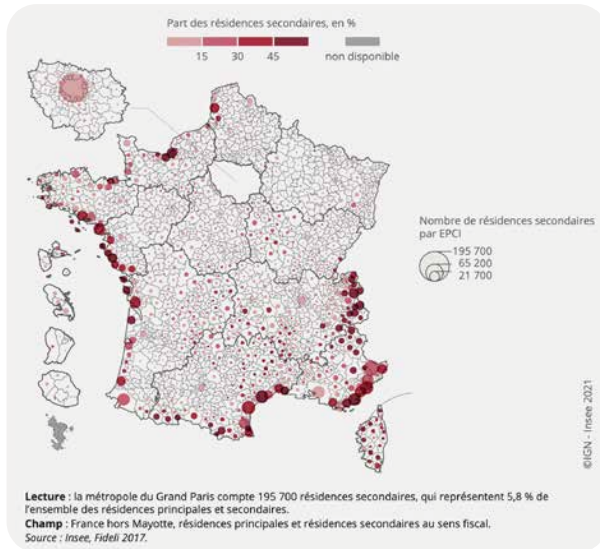 Part des résidences secondaires, en %
15 30 45 non disponible
Nombre de résidences secondaires
par EPCI
195 700
65 200
21 700
©IGN - Insee 2021
Lecture : la métropole du Grand Paris compte 195 700 résidences secondaires, qui représentent 5,8 % de
l'ensemble des résidences principales et secondaires.
Champ : France hors Mayotte, résidences principales et résidences secondaires au sens fiscal.
Source : Insee, Fideli 2017.